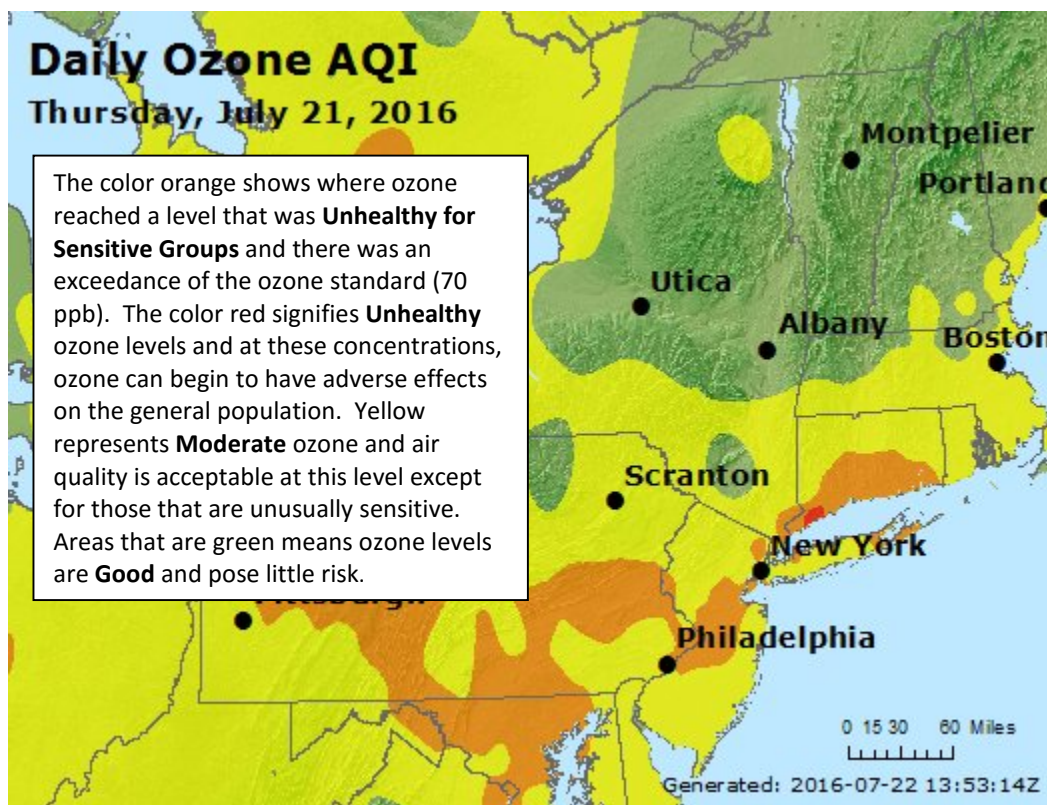 Daily Ozone AQI
Thursday, July 21, 2016
Montpelier
Portland
The color orange shows where ozone
reached a level that was Unhealthy for
Sensitive Groups and there was an
exceedance of the ozone standard (70
ppb). The color red signifies Unhealthy
ozone levels and at these concentrations,
ozone can begin to have adverse effects
on the general population. Yellow
represents Moderate ozone and air
quality is acceptable at this level except
for those that are unusually sensitive.
Areas that are green means ozone levels
are Good and pose little risk.
Utica
Albany
Boston
Scranton
New York
Pittsburgh
Philadelphia
0 15 30 60 Miles
Generated: 2016-07-22 13:53:14Z